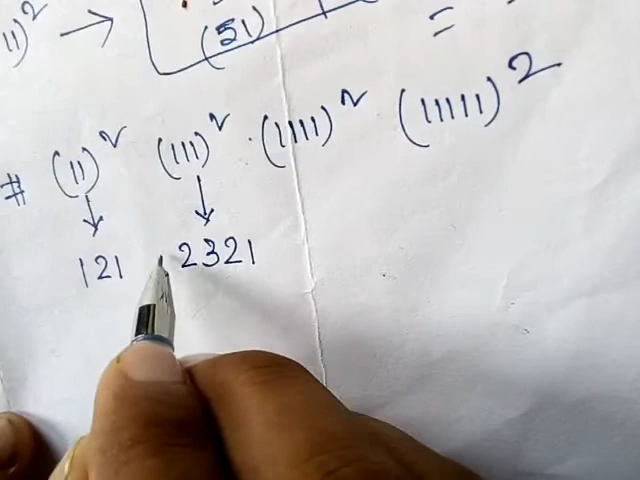 11)² → (51)
=
# (11)² (111)² · (1111)² (11111)²
↓ ↓
121 2321